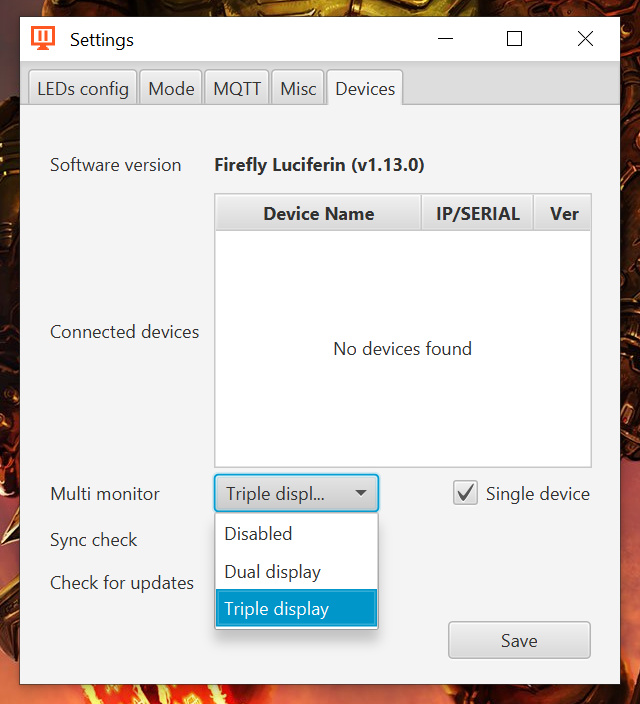 Settings
LEDs config Mode MQTT Misc Devices
Software version Firefly Luciferin (v1.13.0)
Device Name IP/SERIAL Ver
Connected devices
No devices found
Multi monitor Triple displ... Single device
Disabled
Sync check
Dual display
Check for updates
Triple display
Save